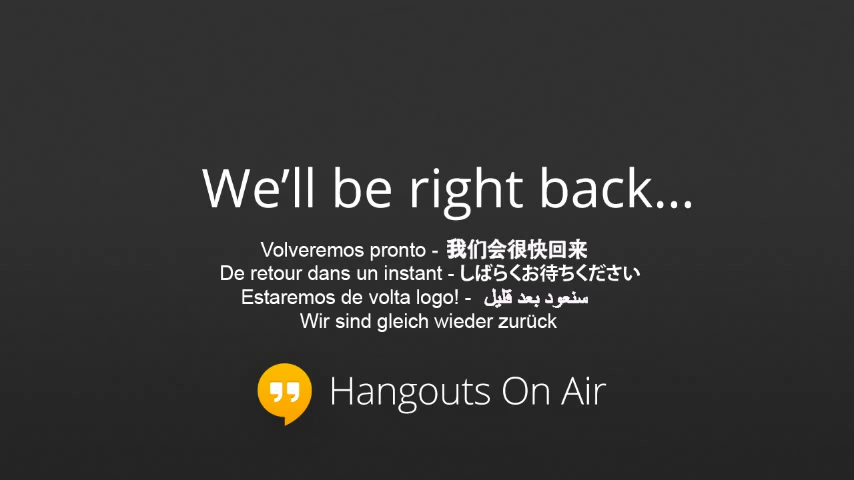 We'll be right back...
Volveremos pronto - 我们会很快回来
De retour dans un instant - しばらくお待ちください
Estaremos de volta logo! - سنعود بعد قليل
Wir sind gleich wieder zurück
Hangouts On Air